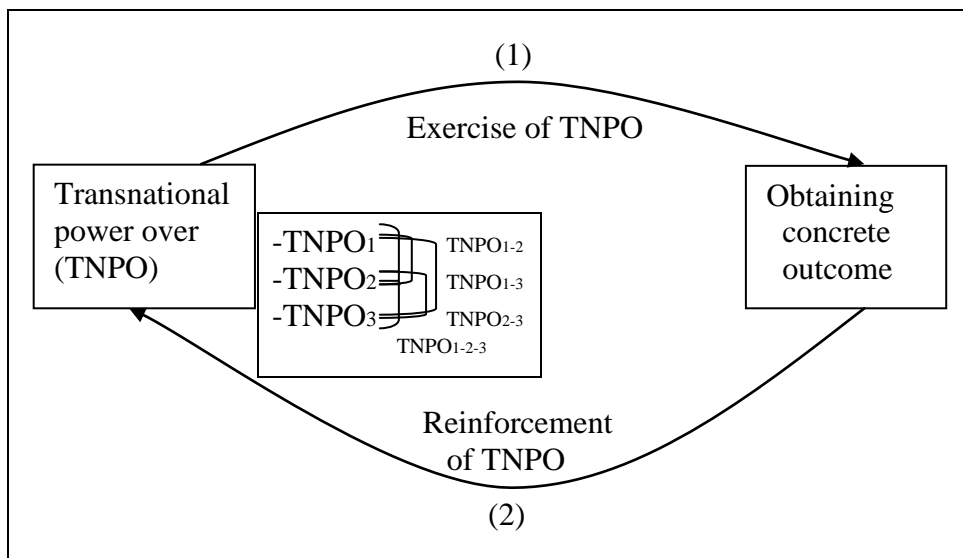 (1)
Exercise of TNPO
Transnational
power over
(TNPO)
Obtaining
concrete
outcome
-TNPO1
TNPO1-2
-TNPO2
TNPO1-3
-TNPO3
TNPO2-3
TNPO1-2-3
Reinforcement
of TNPO
(2)